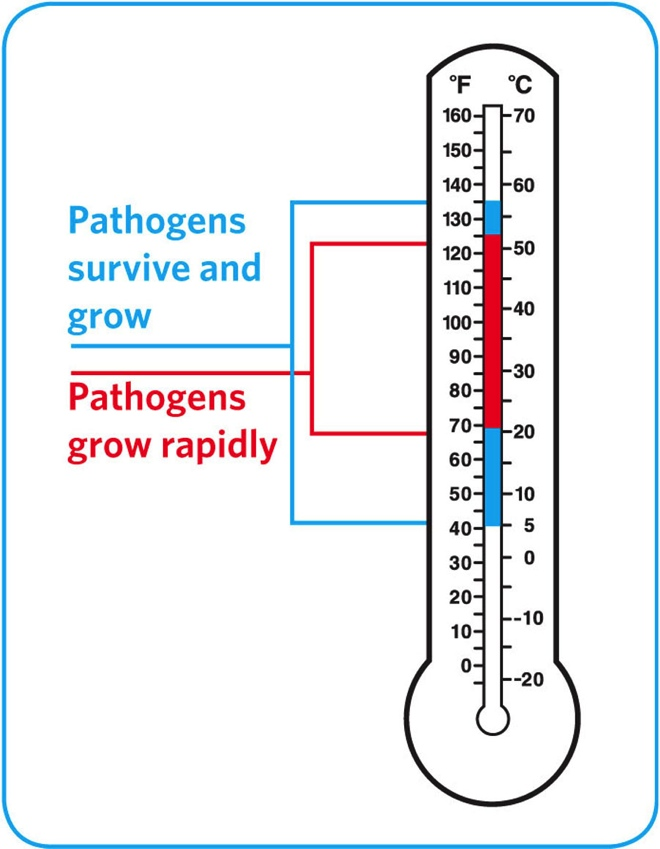 °F °C
160 70
150
140 60
130
120 50
110
100 40
90
80 30
70 20
60
50 10
40 5
30 0
20
10 -10
0 -20
Pathogens
survive and
grow
Pathogens
grow rapidly